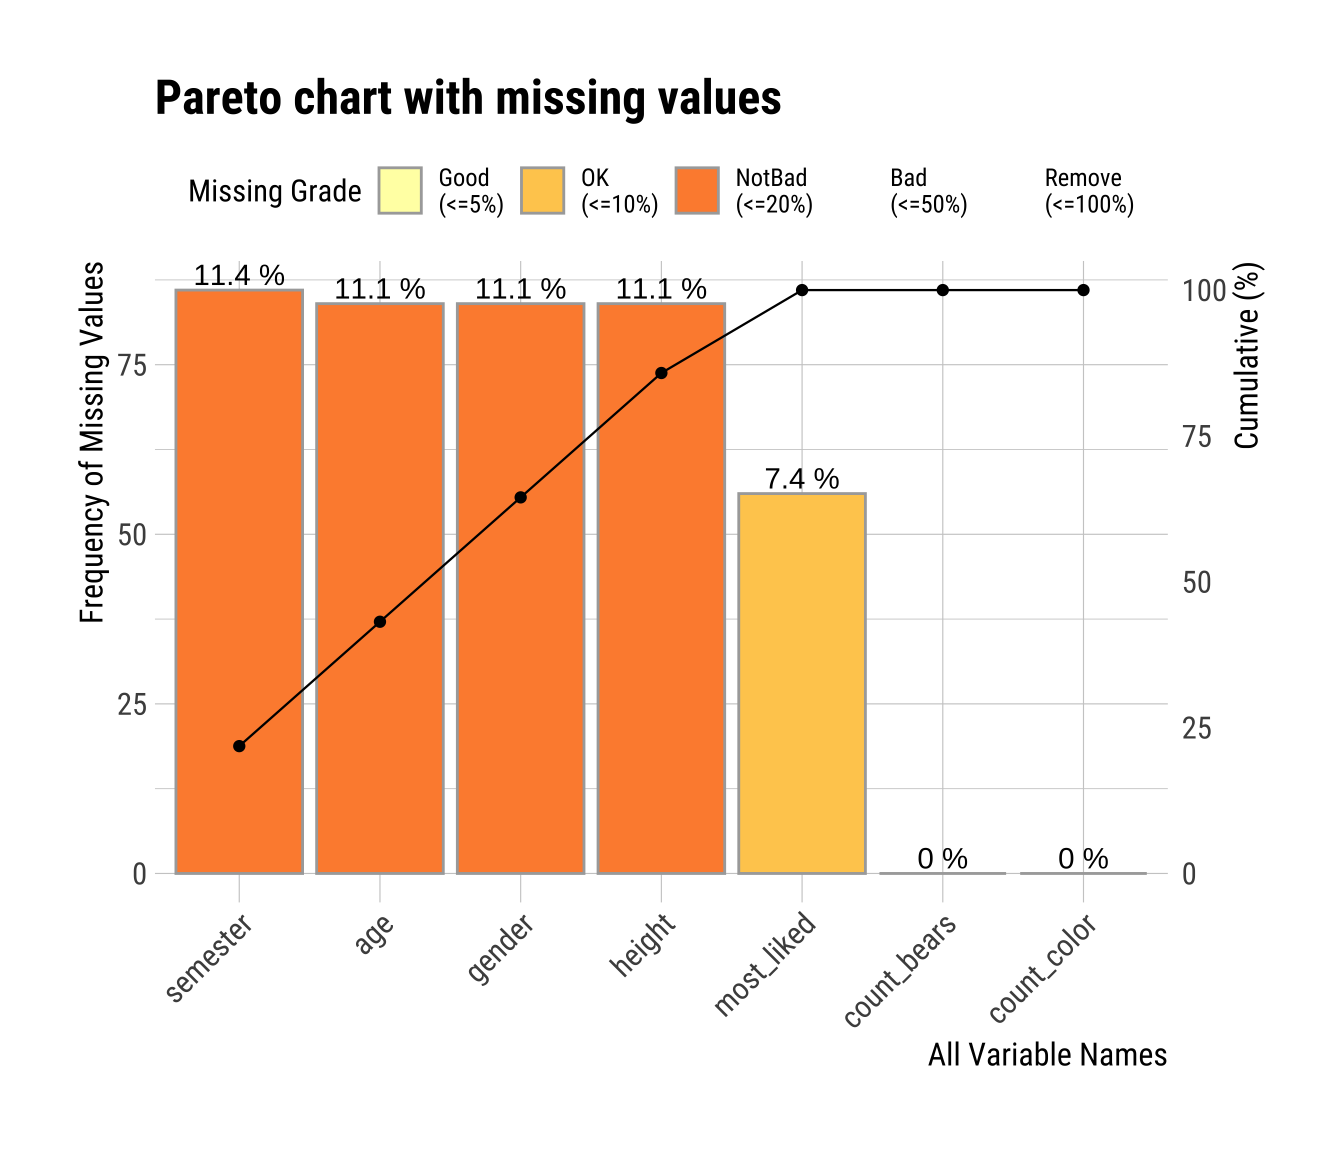 Pareto chart with missing values
Missing Grade
Good
(<=5%)
OK
(<=10%)
NotBad
(<=20%)
Bad
(<=50%)
Remove
(<=100%)
Frequency of Missing Values
75
50
25
0
11.4 %
11.1 %
11.1 %
11.1 %
7.4 %
0 %
0 %
100
75
50
25
0
Cumulative (%)
semester
age
gender
height
most_liked
count_bears
count_color
All Variable Names